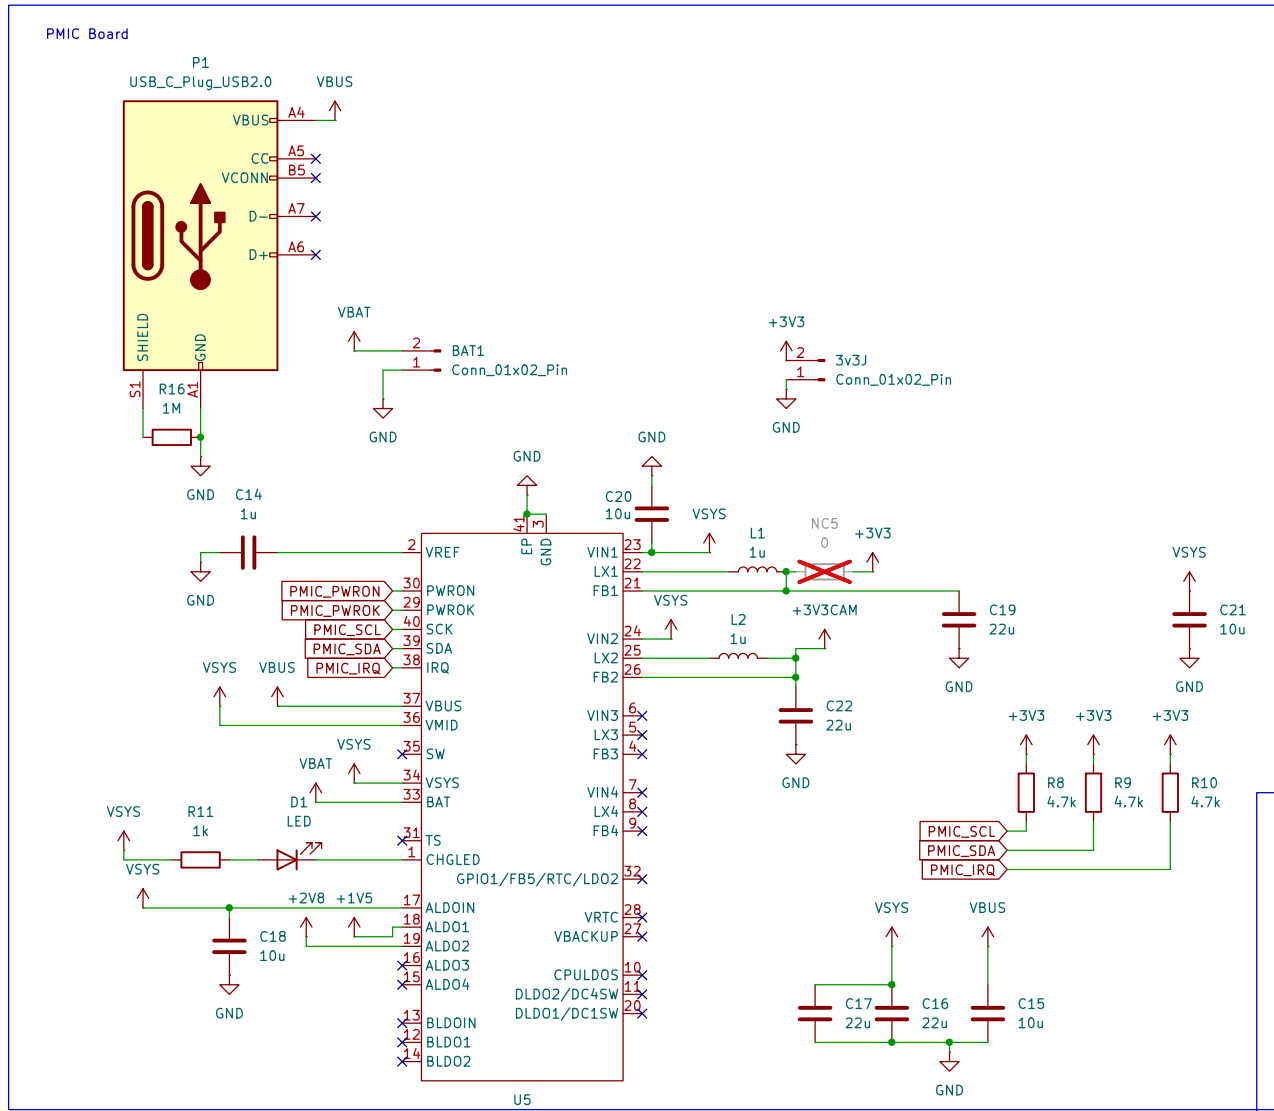 PMIC Board
P1
USB_C_Plug_USB2.0
VBUS
VBUS
A4
CC
A5
VCONN
B5
D-
A7
D+
A6
SHIELD
GND
S1
A1
R16
1M
GND
VBAT
2
1
BAT1
Conn_01x02_Pin
GND
+3V3
2
1
3v3J
Conn_01x02_Pin
GND
C14
1u
GND
GND
41
3
EP
GND
GND
C20
10u
VSYS
L1
1u
NC5
0
+3V3
VSYS
+3V3CAM
L2
1u
C19
22u
GND
C22
22u
GND
VSYS
C21
10u
GND
2
VREF
PMIC_PWRON
30
PWRON
PMIC_PWROK
29
PWROK
PMIC_SCL
40
SCK
PMIC_SDA
39
SDA
PMIC_IRQ
38
IRQ
VSYS
VBUS
37
VBUS
36
VMID
35
SW
VSYS
34
VSYS
VBAT
33
BAT
31
TS
VSYS
R11
1k
D1
LED
1
CHGLED
VSYS
+2V8
+1V5
17
ALDOIN
18
ALDO1
19
ALDO2
16
ALDO3
15
ALDO4
C18
10u
GND
13
BLDOIN
12
BLDO1
14
BLDO2
VIN1
23
LX1
22
FB1
21
VIN2
24
LX2
25
FB2
26
VIN3
6
LX3
5
FB3
4
VIN4
7
LX4
8
FB4
9
GPIO1/FB5/RTC/LDO2
32
VRTC
28
VBACKUP
27
CPULDOS
10
DLDO2/DC4SW
11
DLDO1/DC1SW
20
U5
+3V3
+3V3
+3V3
R8
4.7k
R9
4.7k
R10
4.7k
PMIC_SCL
PMIC_SDA
PMIC_IRQ
VSYS
VBUS
C17
22u
C16
22u
C15
10u
GND